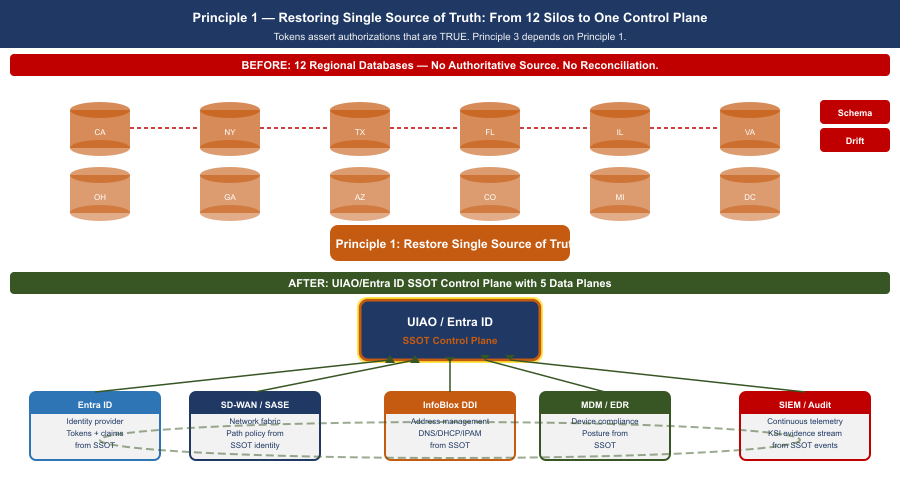 Principle 1 — Restoring Single Source of Truth: From 12 Silos to One Control Plane
Tokens assert authorizations that are TRUE. Principle 3 depends on Principle 1.
BEFORE: 12 Regional Databases — No Authoritative Source. No Reconciliation.
CA
NY
TX
FL
IL
VA
Schema
Drift
OH
GA
AZ
CO
MI
DC
Principle 1: Restore Single Source of Trut
AFTER: UIAO/Entra ID SSOT Control Plane with 5 Data Planes
UIAO / Entra ID
SSOT Control Plane
Entra ID
Identity provider
Tokens + claims
from SSOT
SD-WAN / SASE
Network fabric
Path policy from
SSOT identity
InfoBlox DDI
Address management
DNS/DHCP/IPAM
from SSOT
MDM / EDR
Device compliance
Posture from
SSOT
SIEM / Audit
Continuous telemetry
KSI evidence stream
from SSOT events